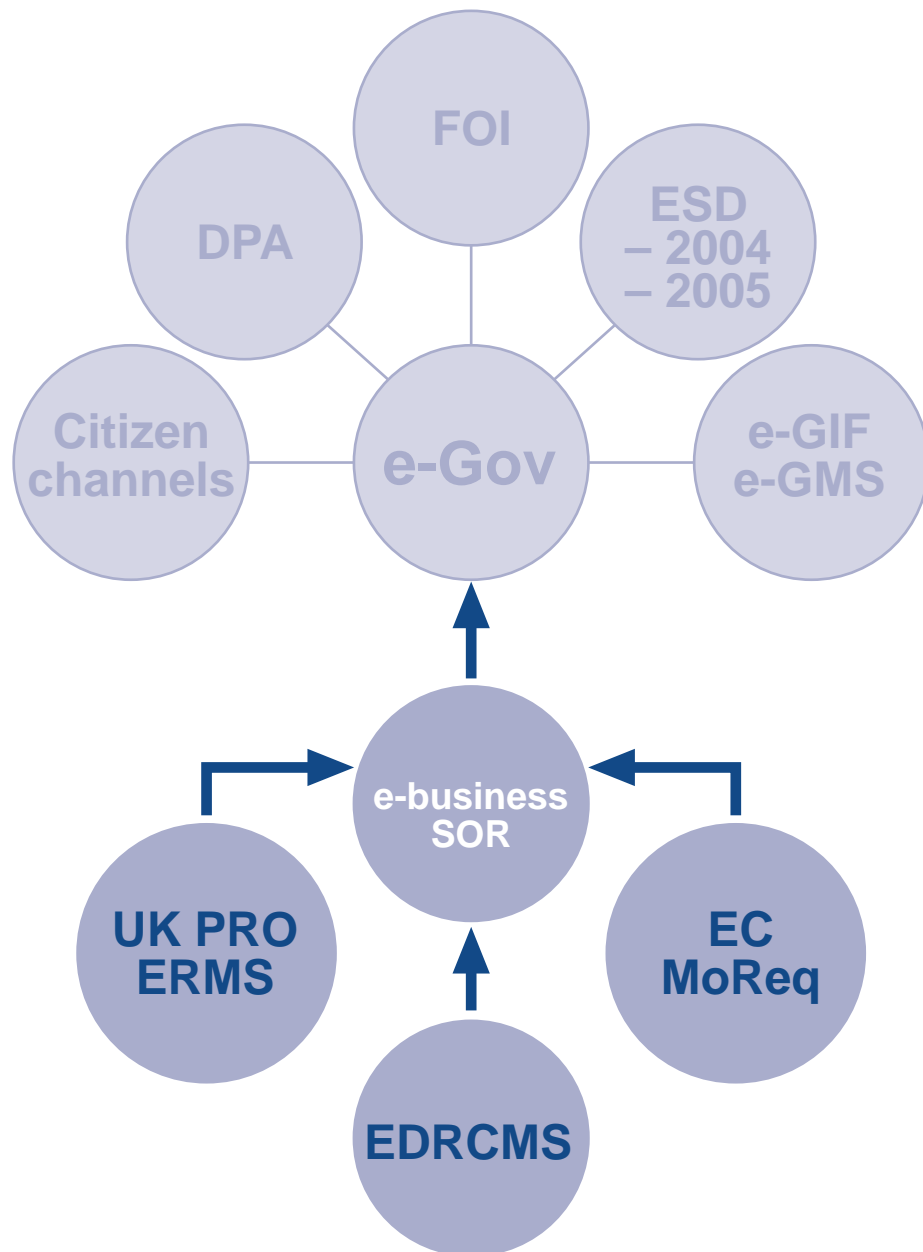 FOI
DPA
ESD
– 2004
– 2005
Citizen
channels
e-Gov
e-GIF
e-GMS
e-business
SOR
UK PRO
ERMS
EC
MoReq
EDRCMS